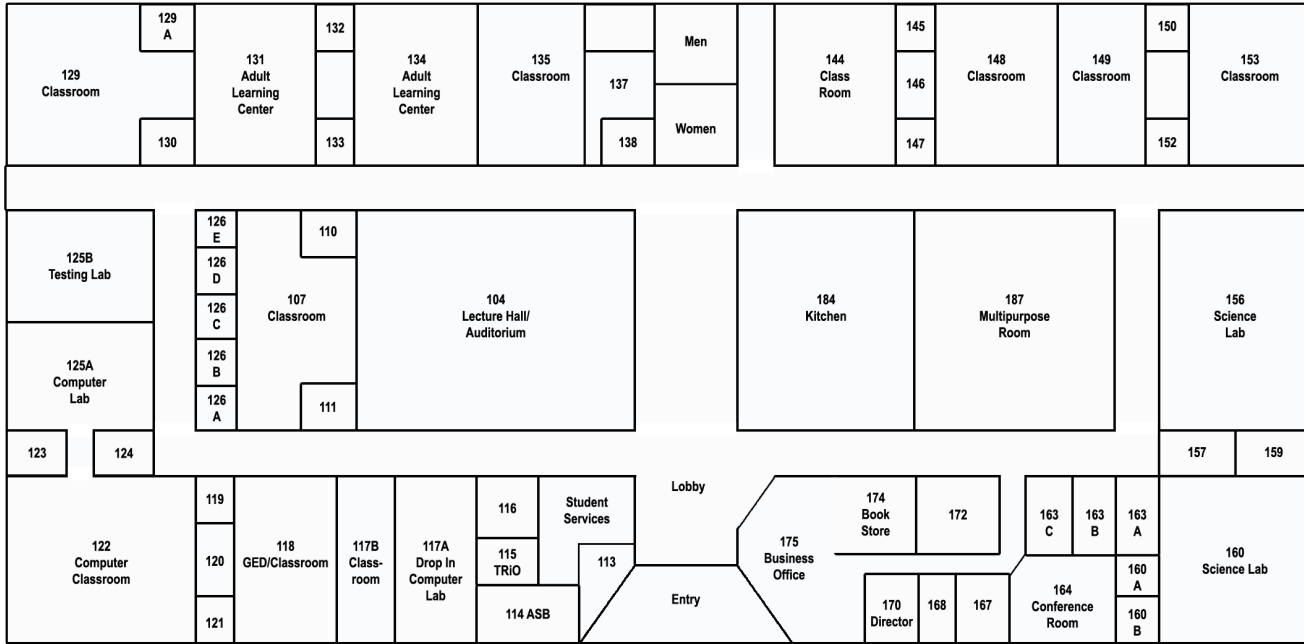 129
A
129
Classroom
130
131
Adult
Learning
Center
132
133
134
Adult
Learning
Center
135
Classroom
137
138
Men
Women
144
Class
Room
145
146
147
148
Classroom
149
Classroom
150
152
153
Classroom
125B
Testing Lab
125A
Computer
Lab
123
124
126
E
126
D
126
C
126
B
126
A
110
107
Classroom
111
104
Lecture Hall/
Auditorium
184
Kitchen
187
Multipurpose
Room
156
Science
Lab
157
159
122
Computer
Classroom
119
120
121
118
GED/Classroom
117B
Class-
room
117A
Drop In
Computer
Lab
116
115
TRiO
114 ASB
Student
Services
113
Lobby
Entry
175
Business
Office
174
Book
Store
172
170
Director
168
167
163
C
163
B
163
A
164
Conference
Room
160
A
160
B
160
Science Lab